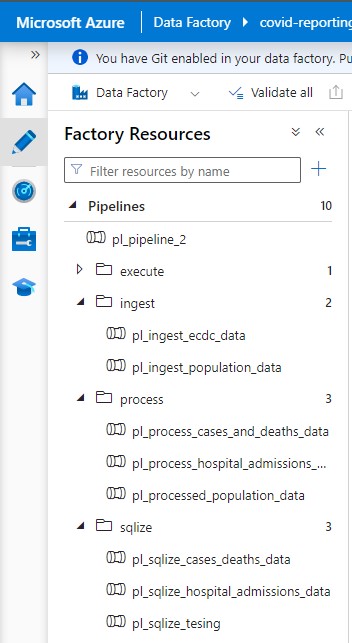 Microsoft Azure Data Factory covid-reporting
You have Git enabled in your data factory. Pu
Data Factory Validate all
Factory Resources
Filter resources by name
Pipelines 10
pl_pipeline_2
execute 1
ingest 2
pl_ingest_ecdc_data
pl_ingest_population_data
process 3
pl_process_cases_and_deaths_data
pl_process_hospital_admissions_...
pl_processed_population_data
sqlize 3
pl_sqlize_cases_deaths_data
pl_sqlize_hospital_admissions_data
pl_sqlize_tesing